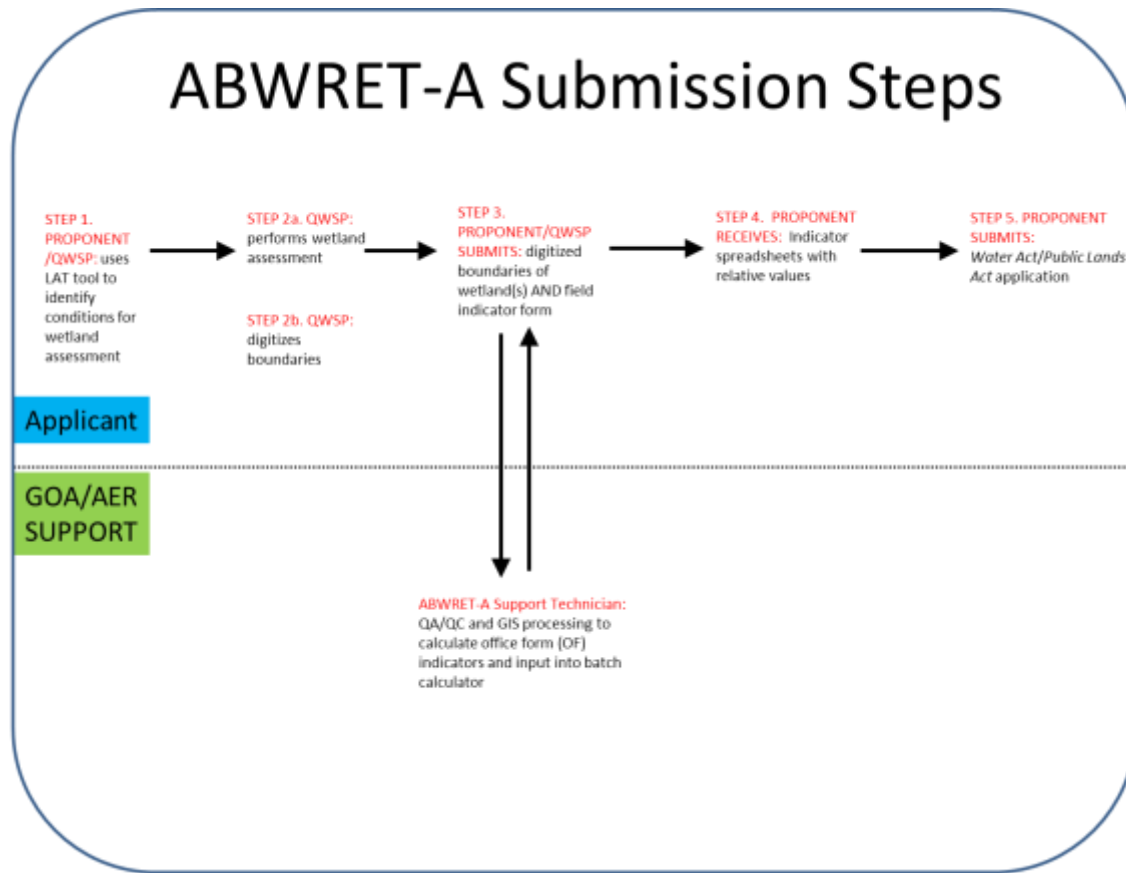 ABWRET-A Submission Steps
STEP 1.
PROPONENT
/QWSP: uses
LAT tool to
identify
conditions for
wetland
assessment
STEP 2a. QWSP:
performs wetland
assessment
STEP 2b. QWSP:
digitizes
boundaries
STEP 3.
PROPONENT/QWSP
SUBMITS: digitized
boundaries of
wetland(s) AND field
indicator form
STEP 4. PROPONENT
RECEIVES: Indicator
spreadsheets with
relative values
STEP 5. PROPONENT
SUBMITS:
Water Act/Public Lands
Act application
Applicant
GOA/AER
SUPPORT
ABWRET-A Support Technician:
QA/QC and GIS processing to
calculate office form (OF)
indicators and input into batch
calculator